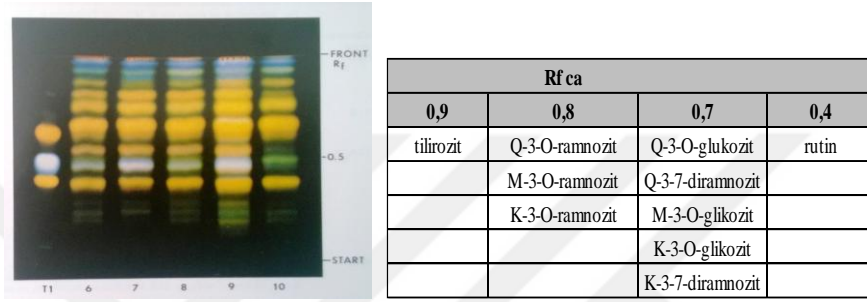 FRONT
Rf
0.5
START
T1 6 7 8 9 10
Rf ca
0,9 0,8 0,7 0,4
tilirozit Q-3-O-ramnozit Q-3-O-glukozit rutin
M-3-O-ramnozit Q-3-7-diramnozit
K-3-O-ramnozit M-3-O-glikozit
K-3-O-glikozit
K-3-7-diramnozit